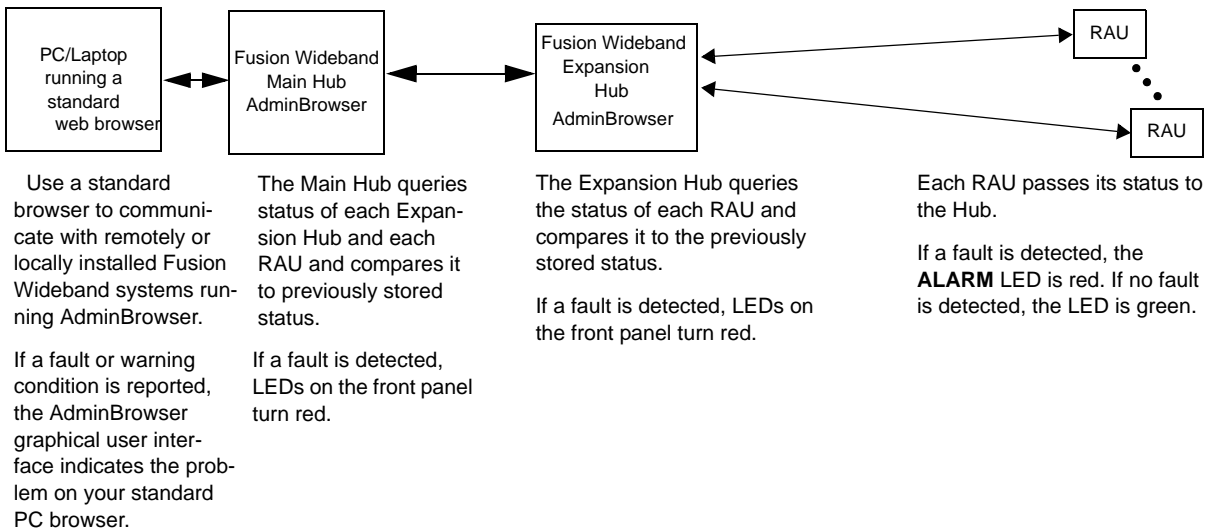 PC/Laptop
running a
standard
web browser
Fusion Wideband
Main Hub
AdminBrowser
Fusion Wideband
Expansion
Hub
AdminBrowser
RAU
RAU
Use a standard
browser to communi-
cate with remotely or
locally installed Fusion
Wideband systems run-
ning AdminBrowser.
If a fault or warning
condition is reported,
the AdminBrowser
graphical user inter-
face indicates the prob-
lem on your standard
PC browser.
The Main Hub queries
status of each Expan-
sion Hub and each
RAU and compares it
to previously stored
status.
If a fault is detected,
LEDs on the front panel
turn red.
The Expansion Hub queries
the status of each RAU and
compares it to the previously
stored status.
If a fault is detected, LEDs on
the front panel turn red.
Each RAU passes its status to
the Hub.
If a fault is detected, the
ALARM LED is red. If no fault
is detected, the LED is green.